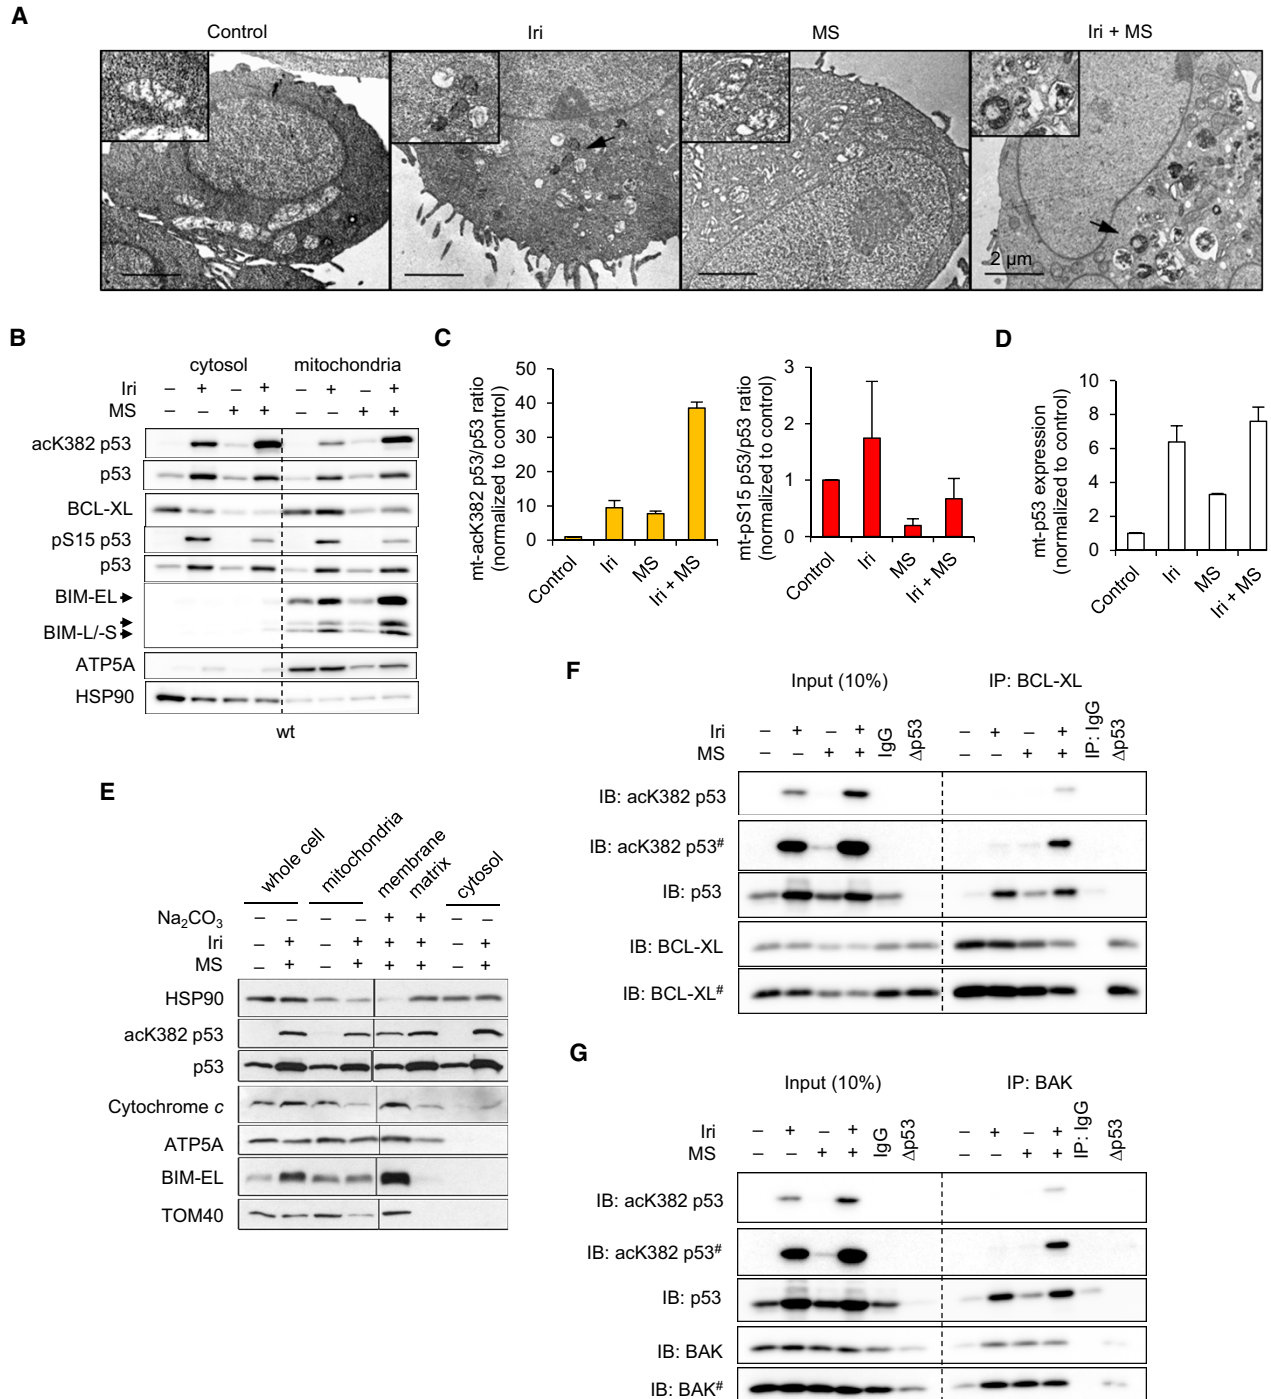 A
Control
Iri
MS
Iri + MS
2 µm
B
cytosol
mitochondria
Iri
– + – + – + – +
MS
– – + + – – + +
acK382 p53
p53
BCL-XL
pS15 p53
p53
BIM-EL
BIM-L/-S
ATP5A
HSP90
wt
C
mt-acK382 p53/p53 ratio
(normalized to control)
50
40
30
20
10
0
Control
Iri
MS
Iri + MS
mt-pS15 p53/p53 ratio
(normalized to control)
3
2
1
0
Control
Iri
MS
Iri + MS
D
mt-p53 expression
(normalized to control)
10
8
6
4
2
0
Control
Iri
MS
Iri + MS
E
whole cell
mitochondria
membrane
matrix
cytosol
Na₂CO₃
– – – – + + – –
Iri
– + – + + + – +
MS
– + – + + + – +
HSP90
acK382 p53
p53
Cytochrome c
ATP5A
BIM-EL
TOM40
F
Input (10%)
IP: BCL-XL
Iri
– + – + IgG Δp53 – + – + IP: IgG Δp53
MS
– – + + – – + +
IB: acK382 p53
IB: acK382 p53#
IB: p53
IB: BCL-XL
IB: BCL-XL#
G
Input (10%)
IP: BAK
Iri
– + – + IgG Δp53 – + – + IP: IgG Δp53
MS
– – + + – – + +
IB: acK382 p53
IB: acK382 p53#
IB: p53
IB: BAK
IB: BAK#